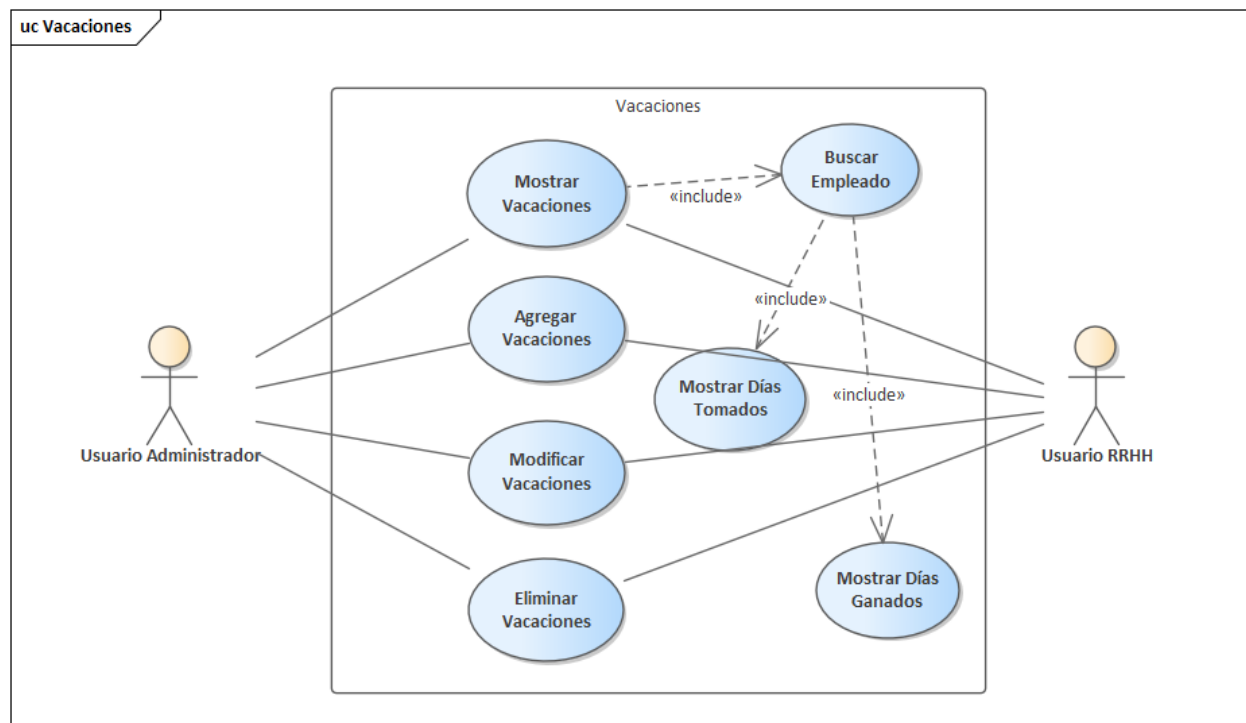 uc Vacaciones
Vacaciones
Mostrar
Vacaciones
Buscar
Empleado
«include»
«include»
Agregar
Vacaciones
Mostrar Días
Tomados
«include»
Usuario Administrador
Usuario RRHH
Modificar
Vacaciones
Eliminar
Vacaciones
Mostrar Días
Ganados